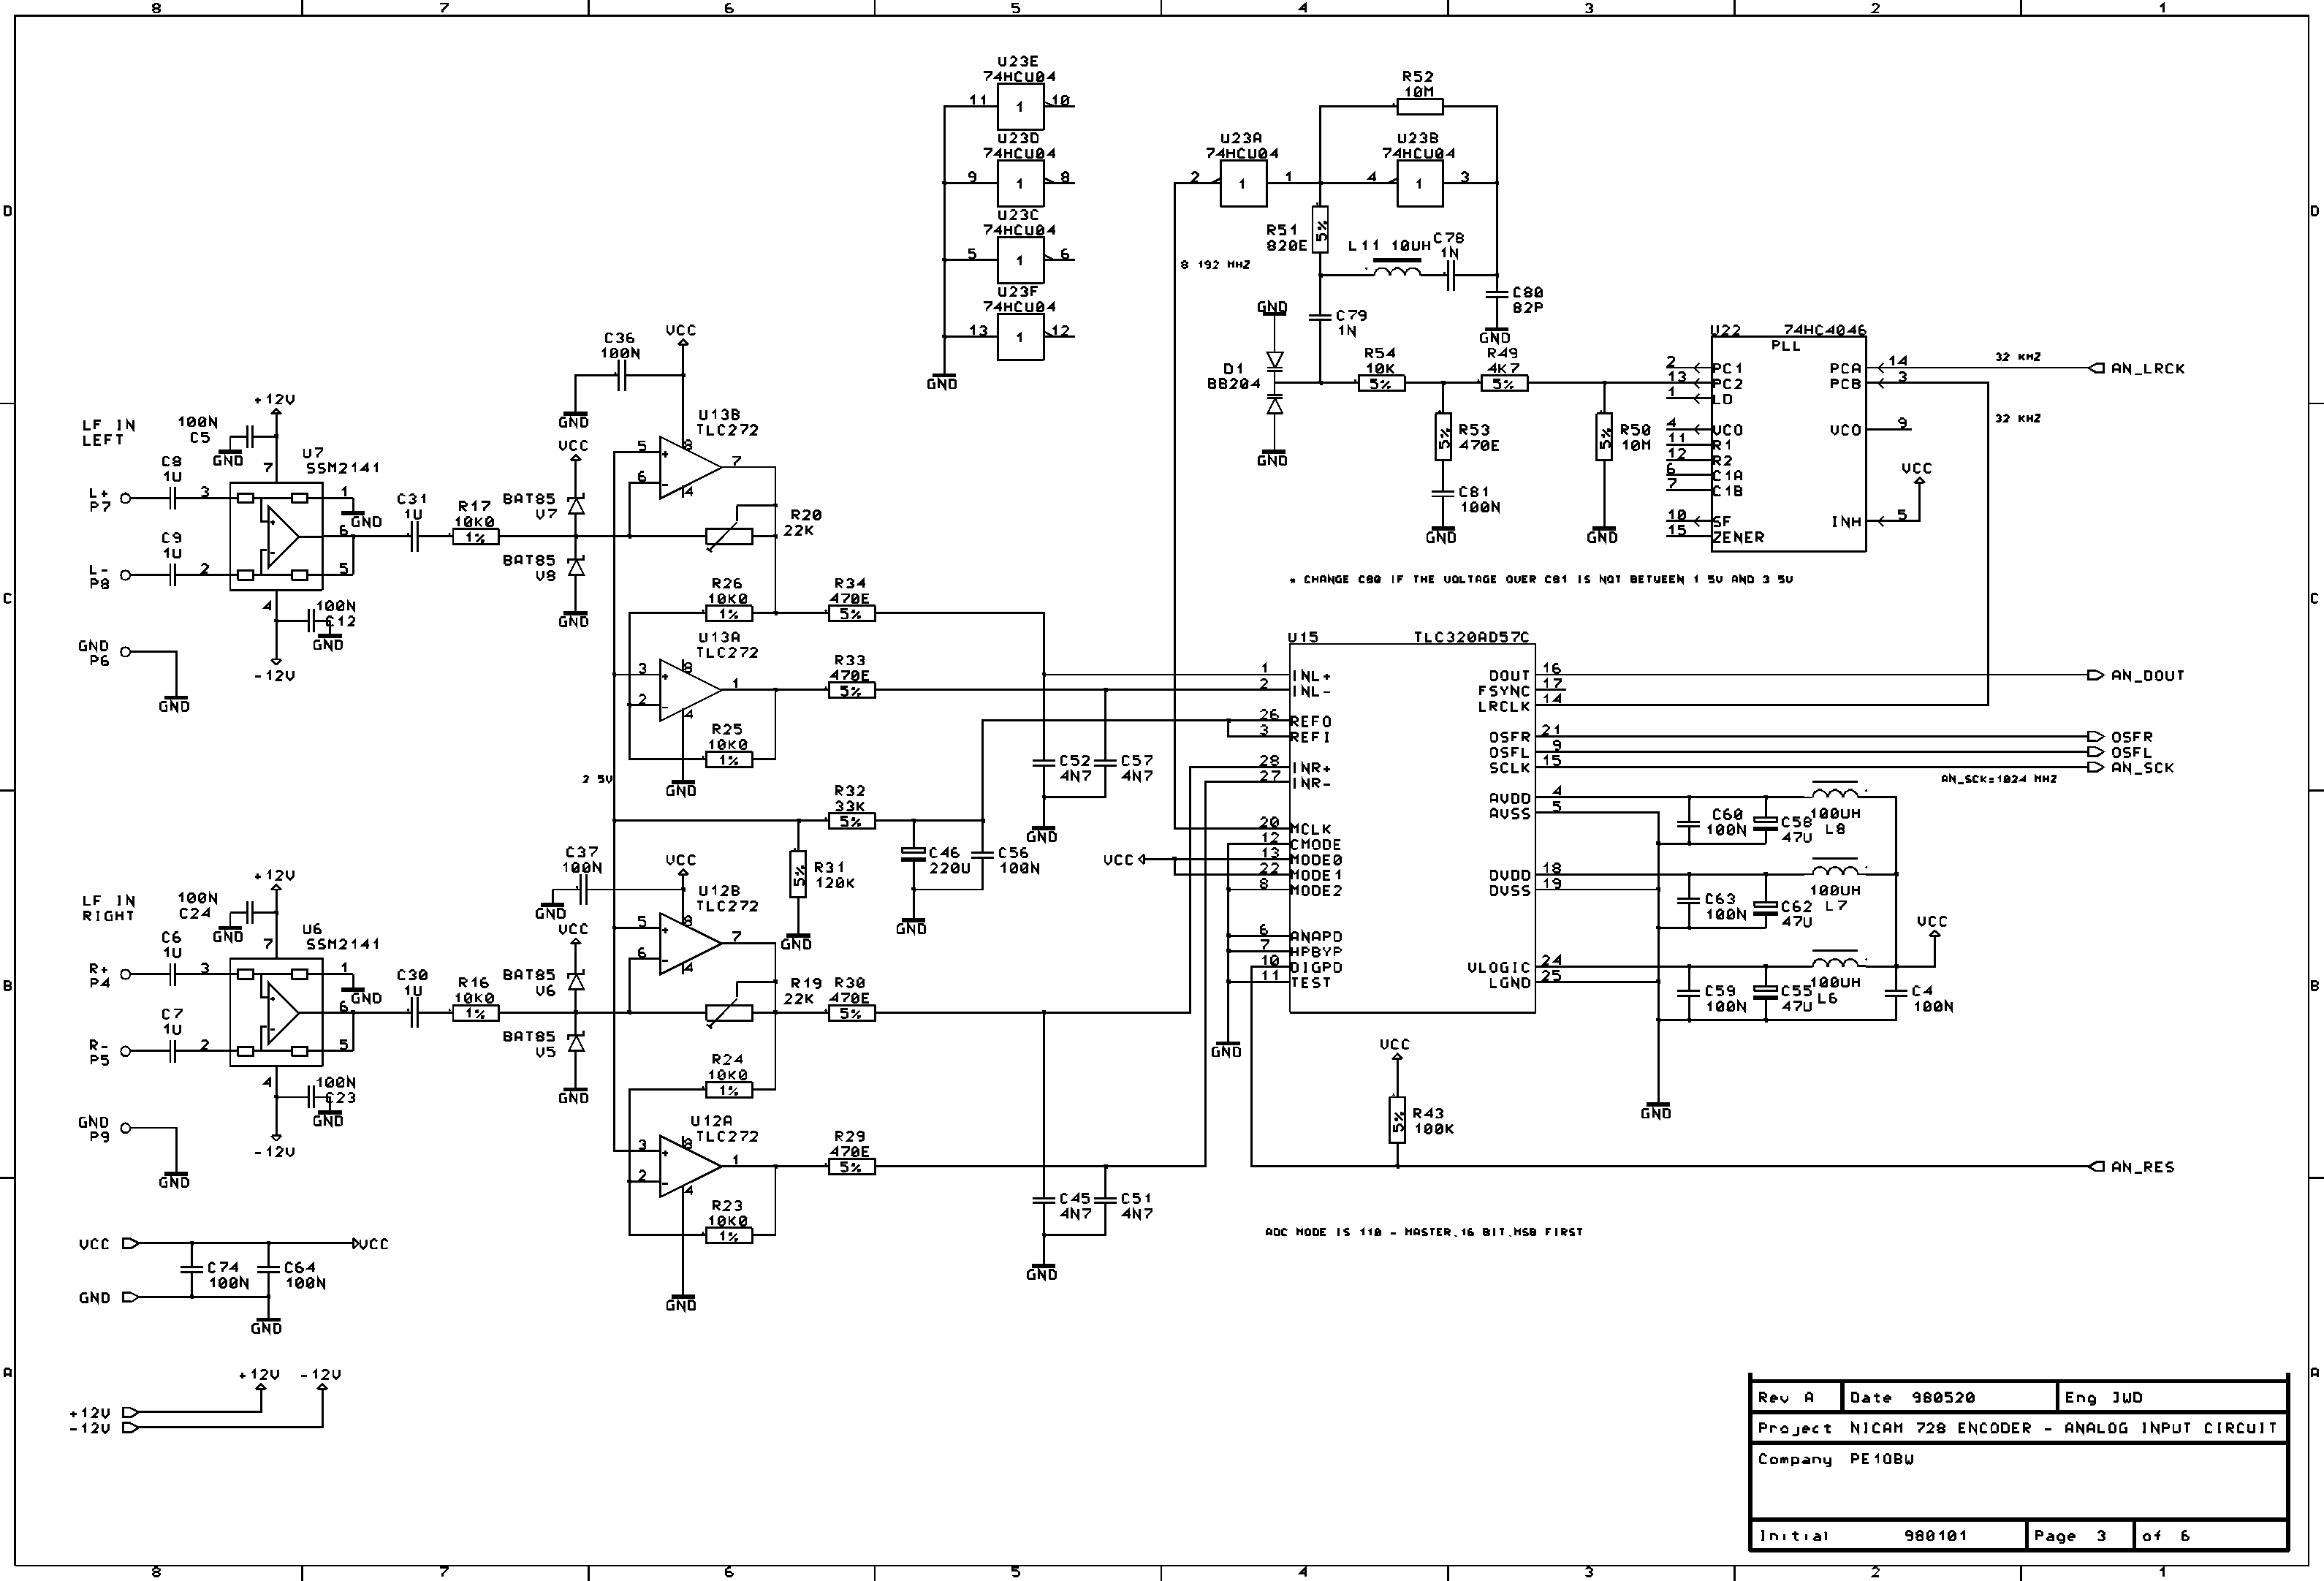 8 7 6 5 4 3 2 1
D
C
B
A
U23E
74HCU04
11 1 10
U23D
74HCU04
9 1 8
U23C
74HCU04
5 1 6
U23F
74HCU04
13 1 12
GND
R52
10M
U23A
74HCU04
2 1 1
U23B
74HCU04
4 1 3
R51
820E
5%
L11 10UH
C78
1N
8 192 MHZ
C80
82P
GND
GND
C79
1N
D1
BB204
GND
R54
10K
5%
R49
4K7
5%
R53
470E
5%
C81
100N
GND
R50
10M
5%
GND
U22 74HC4046
PLL
2 PC1
13 PC2
1 LD
4 VCO
11 R1
12 R2
6 C1A
7 C1B
10 SF
15 ZENER
PCA 14
PCB 3
VCO 9
INH 5
VCC
32 KHZ
32 KHZ
AN_LRCK
* CHANGE C80 IF THE VOLTAGE OVER C81 IS NOT BETWEEN 1 5V AND 3 5V
LF IN
LEFT
100N
C5
GND
+12V
U7
SSM2141
C8
1U
L+
P7
C9
1U
L-
P8
3
2
7
1
6
5
4
GND
100N
C12
GND
-12V
GND
P6
GND
C31
1U
R17
10K0
1%
BAT85
V7
VCC
BAT85
V8
GND
C36
100N
GND
VCC
U13B
TLC272
5
6
8
4
7
R20
22K
R26
10K0
1%
R34
470E
5%
U13A
TLC272
3
2
8
4
1
R33
470E
5%
R25
10K0
1%
GND
2 5V
R32
33K
5%
R31
120K
5%
GND
C46
220U
GND
C56
100N
C52
4N7
C57
4N7
GND
U15 TLC320AD57C
1 INL+
2 INL-
26 REFO
3 REFI
28 INR+
27 INR-
20 MCLK
12 CMODE
13 MODE0
22 MODE1
8 MODE2
6 ANAPD
7 HPBYP
10 DIGPD
11 TEST
VCC
GND
DOUT 16
FSYNC 17
LRCLK 14
OSFR 21
OSFL 9
SCLK 15
AVDD 4
AVSS 5
DVDD 18
DVSS 19
VLOGIC 24
LGND 25
AN_DOUT
OSFR
OSFL
AN_SCK
AN_SCK=1024 MHZ
C60
100N
C58
47U
100UH
L8
C63
100N
C62
47U
100UH
L7
C59
100N
C55
47U
100UH
L6
VCC
C4
100N
GND
VCC
R43
100K
5%
AN_RES
ADC MODE IS 110 - MASTER,16 BIT,MSB FIRST
LF IN
RIGHT
100N
C24
GND
+12V
U6
SSM2141
C6
1U
R+
P4
C7
1U
R-
P5
3
2
7
1
6
5
4
GND
100N
C23
GND
-12V
GND
P9
GND
C30
1U
R16
10K0
1%
C37
100N
GND
VCC
BAT85
V6
BAT85
V5
GND
VCC
U12B
TLC272
5
6
8
4
7
R19
22K
R30
470E
5%
R24
10K0
1%
U12A
TLC272
3
2
8
4
1
R29
470E
5%
R23
10K0
1%
GND
C45
4N7
C51
4N7
GND
VCC
VCC
C74
100N
C64
100N
GND
GND
+12V -12V
+12V
-12V
Rev A Date 980520 Eng JWD
Project NICAM 728 ENCODER - ANALOG INPUT CIRCUIT
Company PE1OBW
Initial 980101 Page 3 of 6
D
C
B
A
8 7 6 5 4 3 2 1